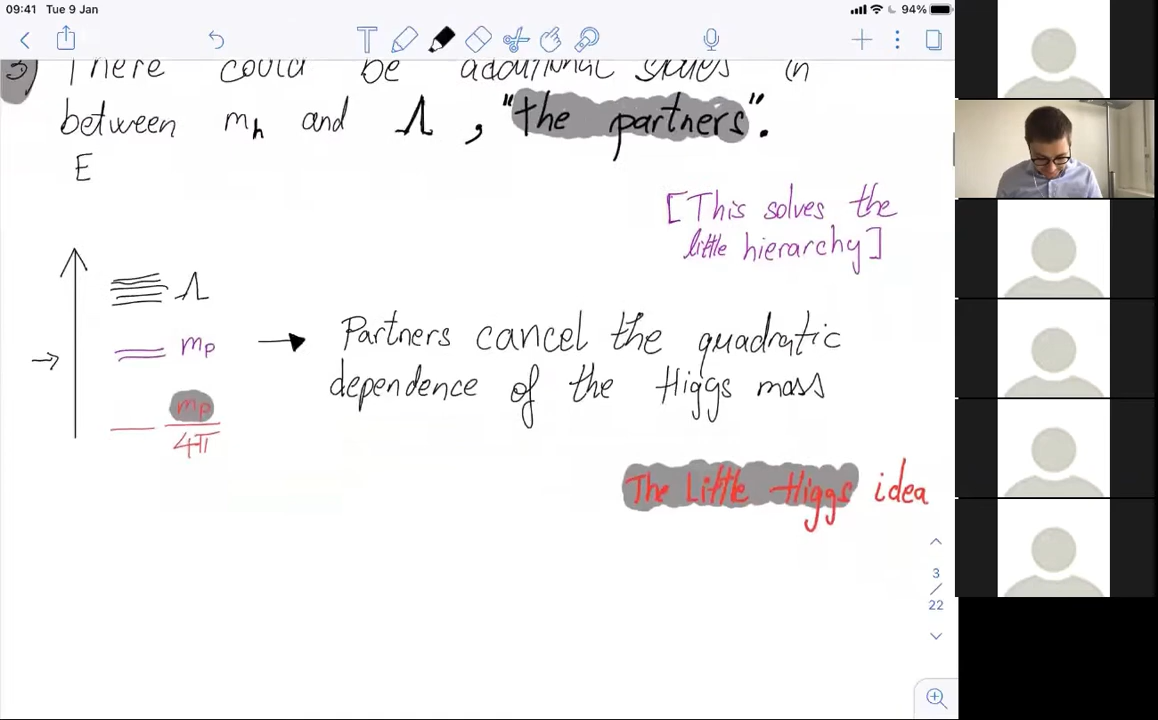 09:41 Tue 9 Jan
94%
3) There could be additional states in
between mₕ and Λ, "the partners".
E
[This solves the
little hierarchy]
Λ
mₚ
→ Partners cancel the quadratic
dependence of the Higgs mass
mₚ
4π
The Little Higgs idea
3
/
22